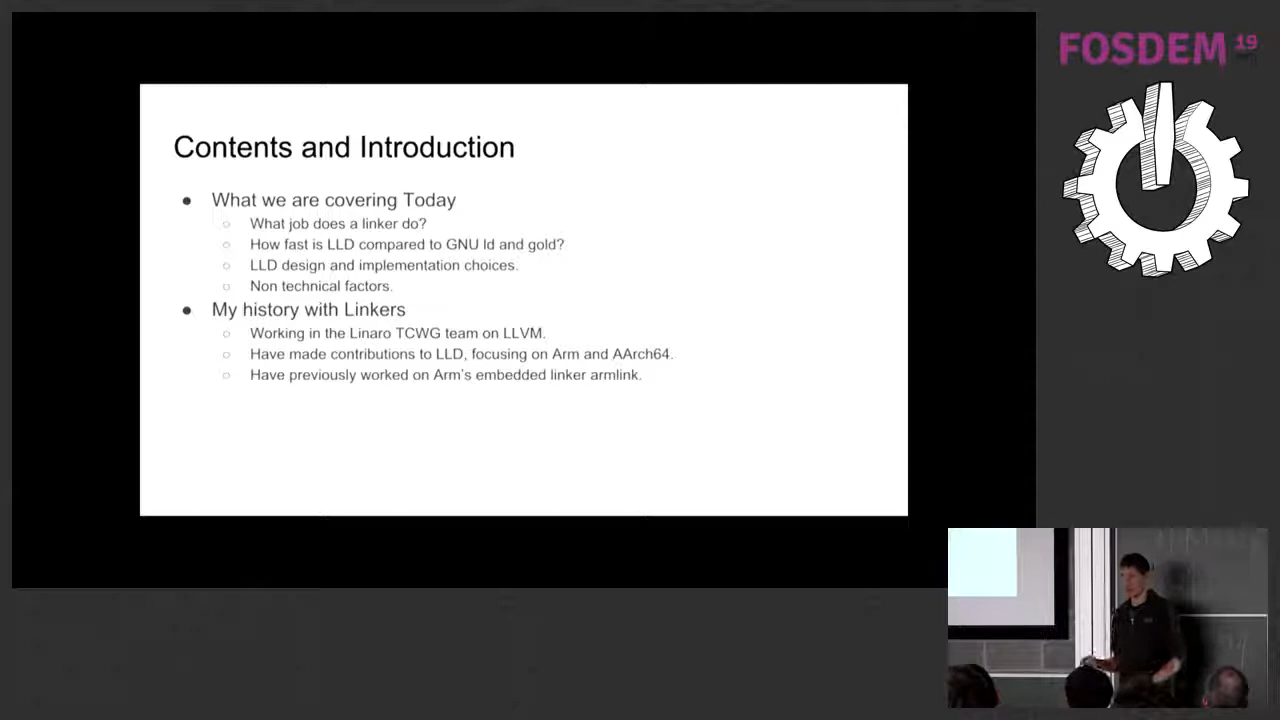 FOSDEM 19
Contents and Introduction
What we are covering Today
What job does a linker do?
How fast is LLD compared to GNU ld and gold?
LLD design and implementation choices.
Non technical factors.
My history with Linkers
Working in the Linaro TCWG team on LLVM.
Have made contributions to LLD, focusing on Arm and AArch64.
Have previously worked on Arm's embedded linker armlink.